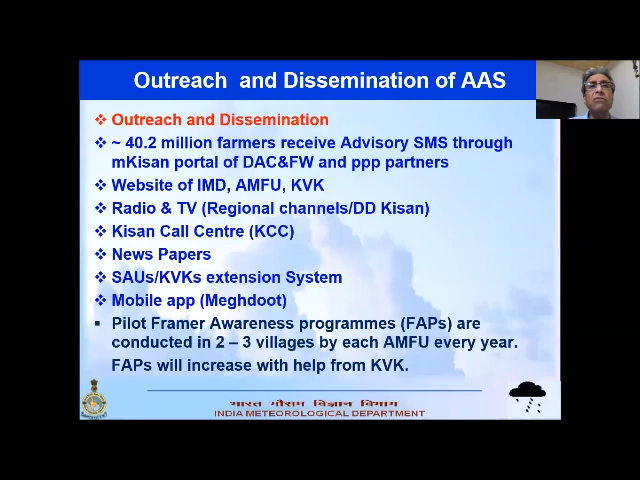 Outreach and Dissemination of AAS
❖ Outreach and Dissemination
❖ ~ 40.2 million farmers receive Advisory SMS through
mKisan portal of DAC&FW and ppp partners
❖ Website of IMD, AMFU, KVK
❖ Radio & TV (Regional channels/DD Kisan)
❖ Kisan Call Centre (KCC)
❖ News Papers
❖ SAUs/KVKs extension System
❖ Mobile app (Meghdoot)
▪ Pilot Framer Awareness programmes (FAPs) are
conducted in 2 – 3 villages by each AMFU every year.
FAPs will increase with help from KVK.
भारत मौसम विज्ञान विभाग
INDIA METEOROLOGICAL DEPARTMENT